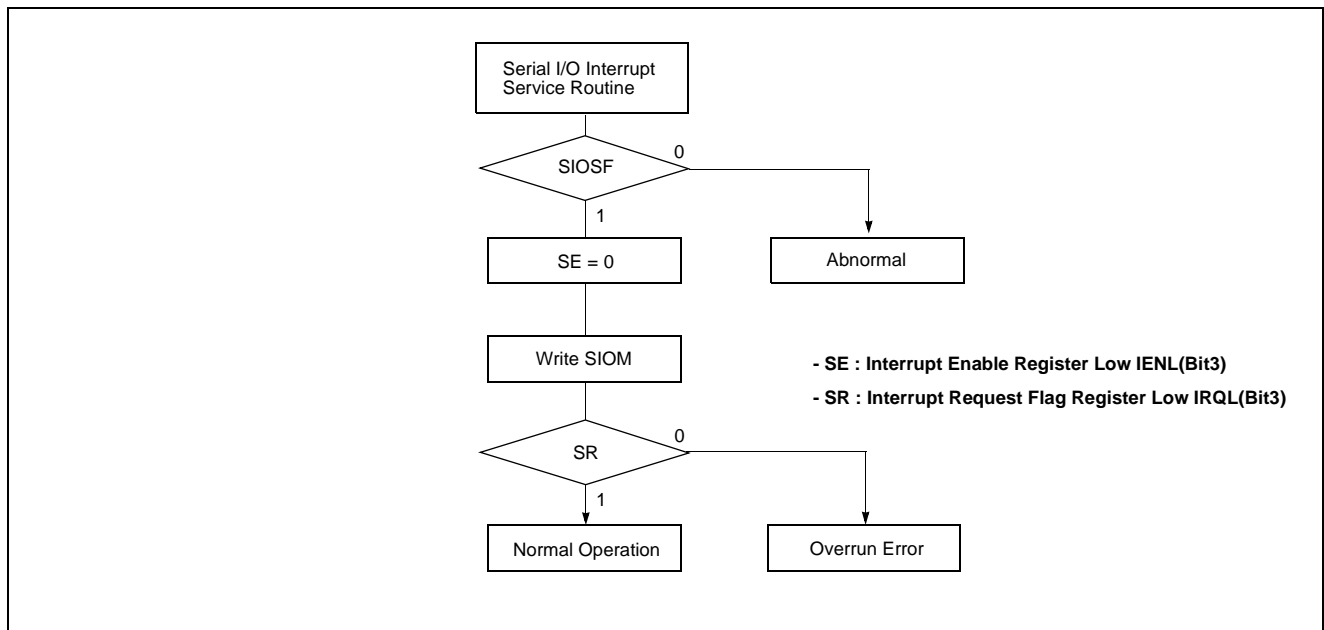 Serial I/O Interrupt
Service Routine
SIOSF
0
1
SE = 0
Abnormal
Write SIOM
- SE : Interrupt Enable Register Low IENL(Bit3)
- SR : Interrupt Request Flag Register Low IRQL(Bit3)
SR
0
1
Normal Operation
Overrun Error